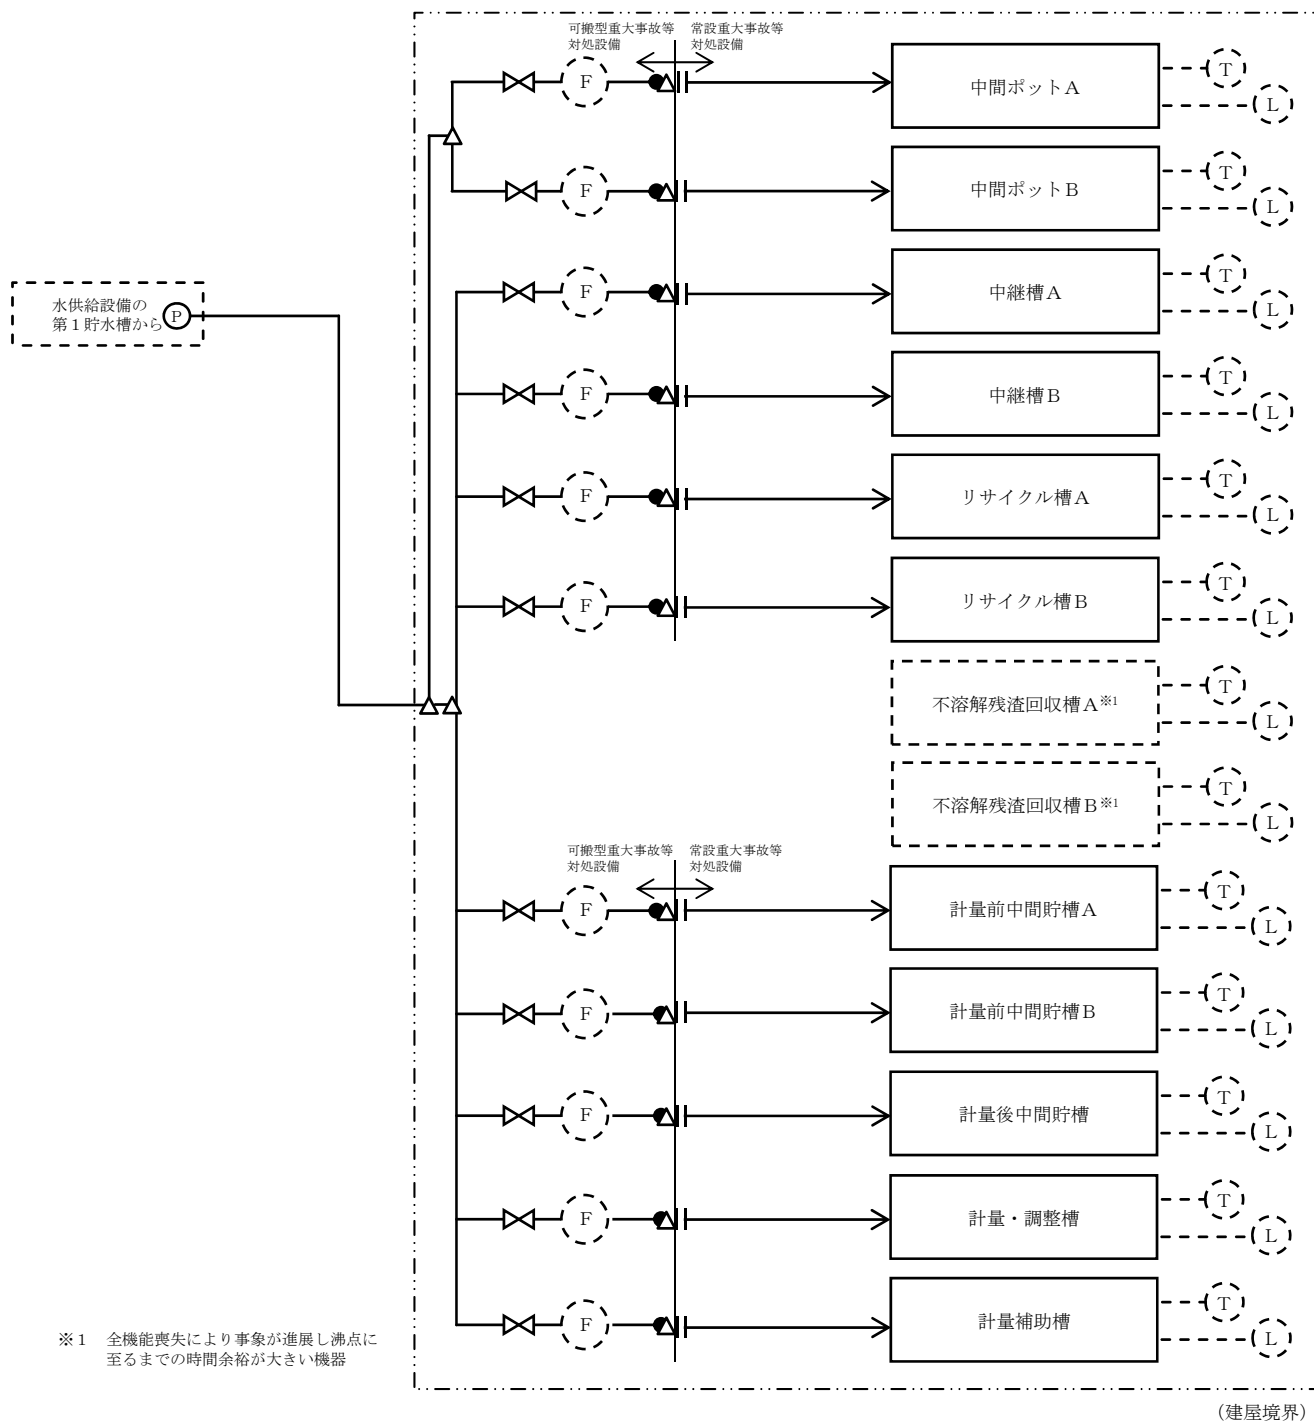 可搬型重大事故等
対処設備
常設重大事故等
対処設備
F
中間ポットA
T
L
F
中間ポットB
T
L
水供給設備の
第1貯水槽から
P
F
中継槽A
T
L
F
中継槽B
T
L
F
リサイクル槽A
T
L
F
リサイクル槽B
T
L
不溶解残渣回収槽A※1
T
L
不溶解残渣回収槽B※1
T
L
可搬型重大事故等
対処設備
常設重大事故等
対処設備
F
計量前中間貯槽A
T
L
F
計量前中間貯槽B
T
L
F
計量後中間貯槽
T
L
F
計量・調整槽
T
L
F
計量補助槽
T
L
※1 全機能喪失により事象が進展し沸点に
至るまでの時間余裕が大きい機器
(建屋境界)